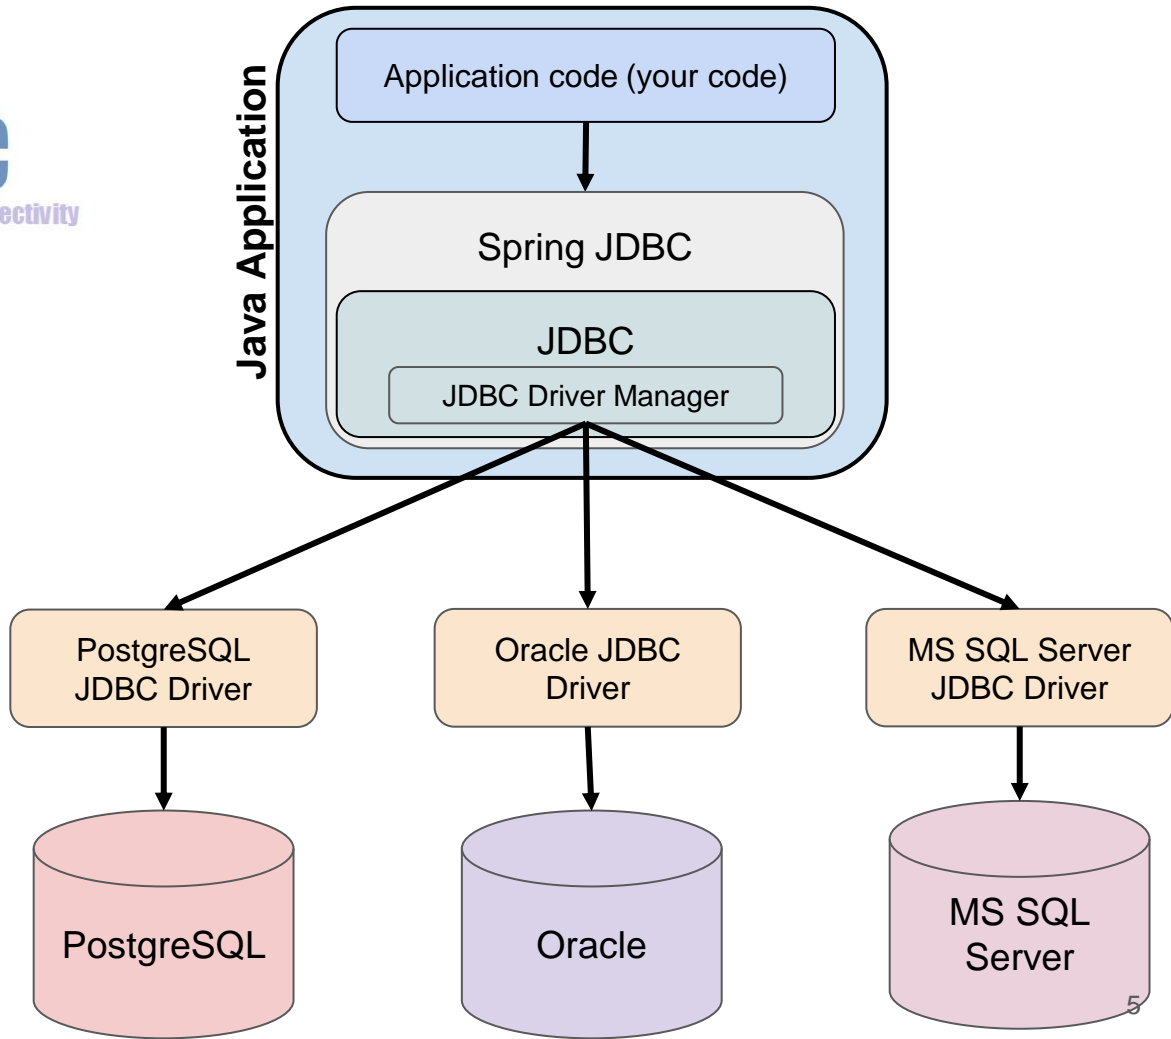 Application code (your code)
Java Application
ectivity
Spring JDBC
JDBC
JDBC Driver Manager
PostgreSQL
JDBC Driver
Oracle JDBC
Driver
MS SQL Server
JDBC Driver
PostgreSQL
Oracle
MS SQL
Server
5